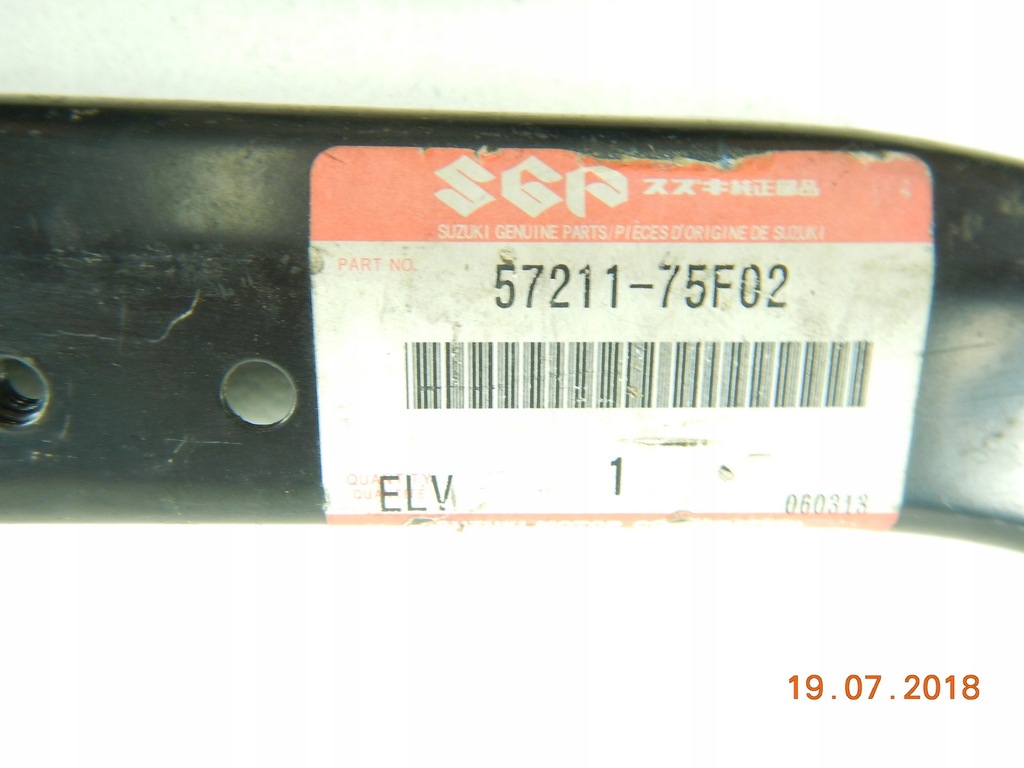 SGP スズキ純正部品
SUZUKI GENUINE PARTS/PIÈCES D'ORIGINE DE SUZUKI
PART NO. 57211-75F02
QUANTITY
ELV 1
060313
19.07.2018